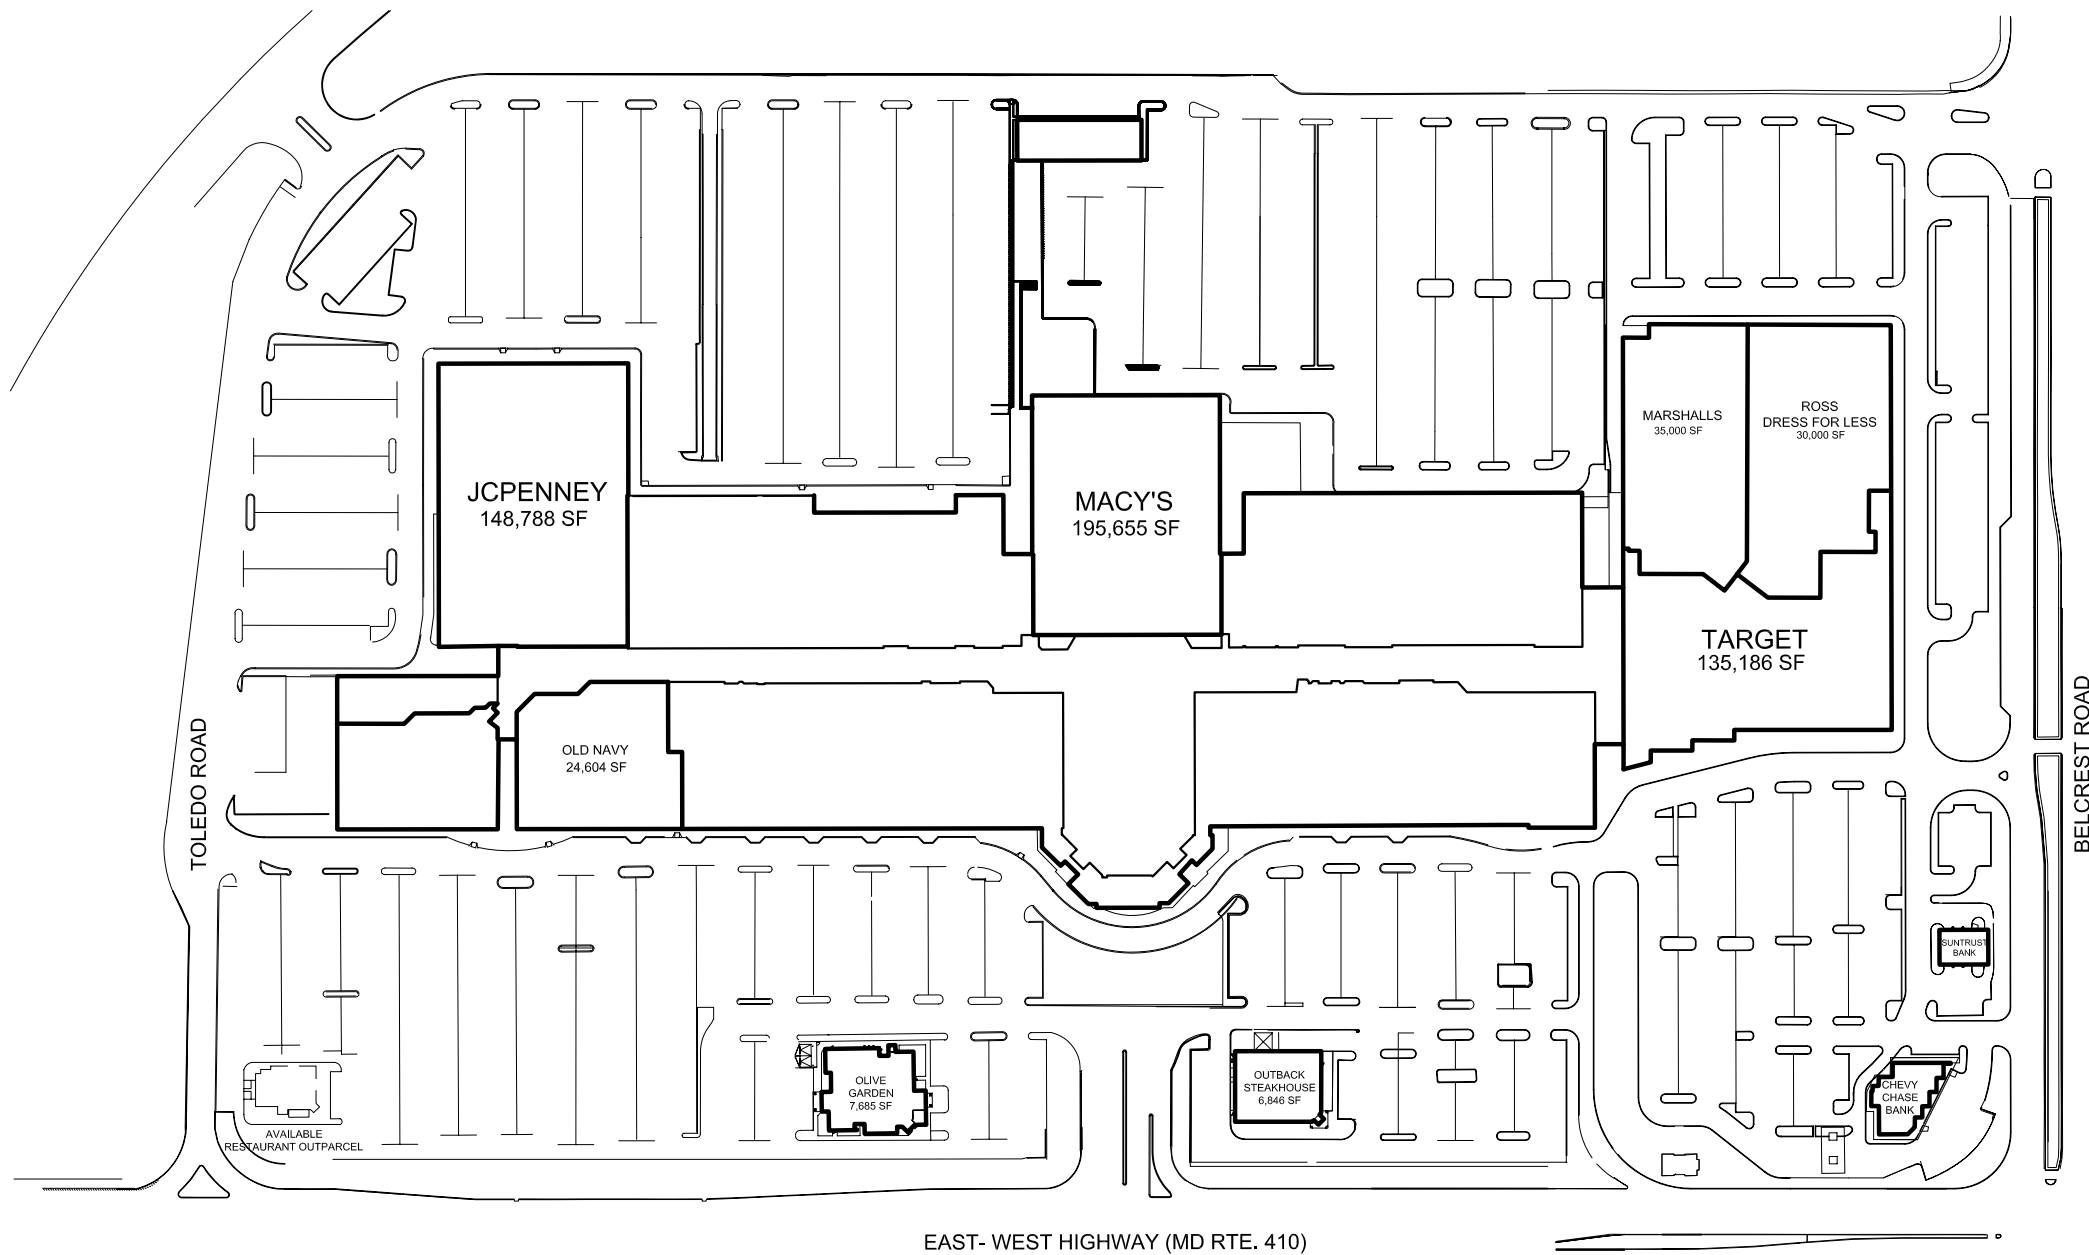 MARSHALLS
35,000 SF
ROSS
DRESS FOR LESS
30,000 SF
JCPENNEY
148,788 SF
MACY'S
195,655 SF
TARGET
135,186 SF
OLD NAVY
24,604 SF
TOLEDO ROAD
BELCREST ROAD
SUNTRUST
BANK
OLIVE
GARDEN
7,685 SF
OUTBACK
STEAKHOUSE
6,846 SF
CHEVY
CHASE
BANK
AVAILABLE
RESTAURANT OUTPARCEL
EAST- WEST HIGHWAY (MD RTE. 410)